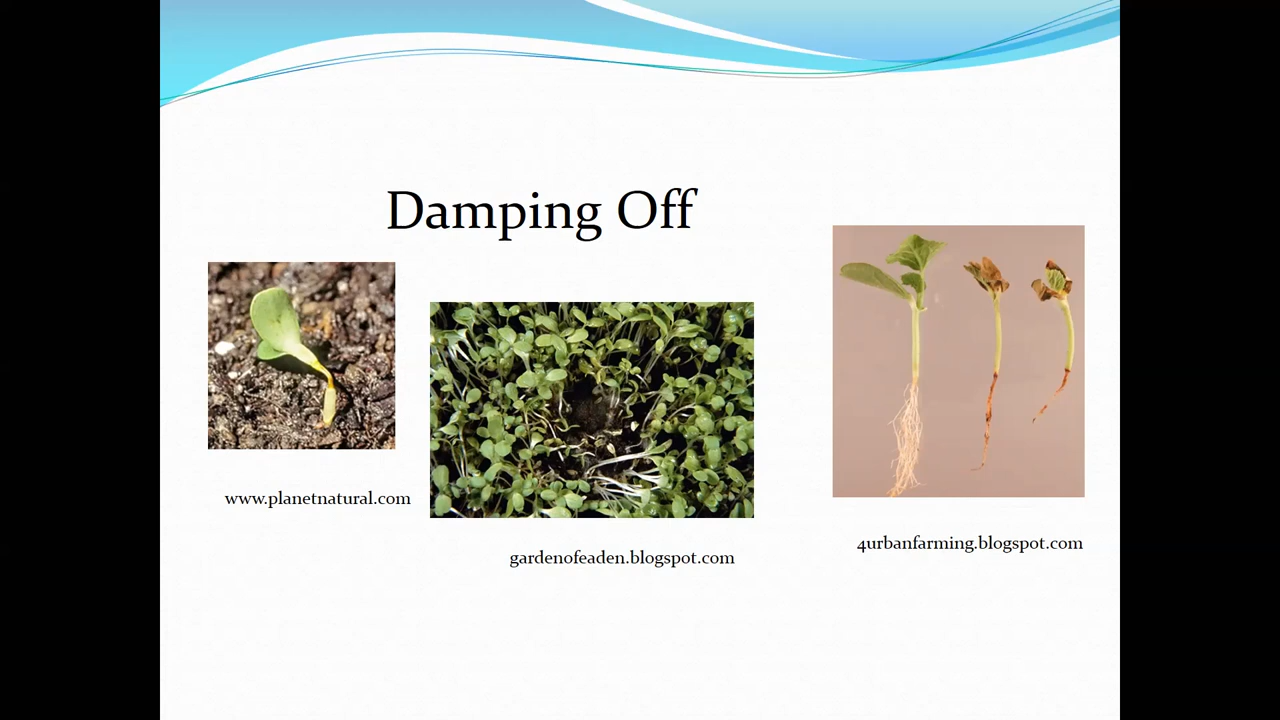 Damping Off
www.planetnatural.com
gardenofeaden.blogspot.com
4urbanfarming.blogspot.com